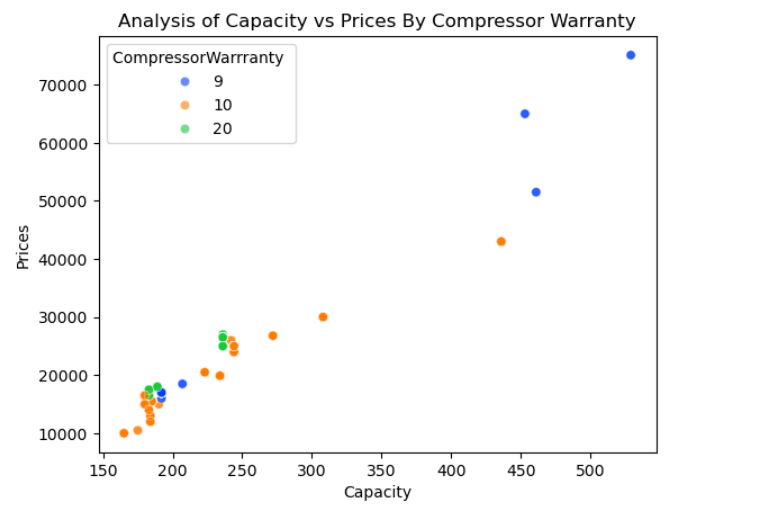 Analysis of Capacity vs Prices By Compressor Warranty
CompressorWarrranty
9
10
20
70000
60000
50000
40000
30000
20000
10000
Prices
150 200 250 300 350 400 450 500
Capacity